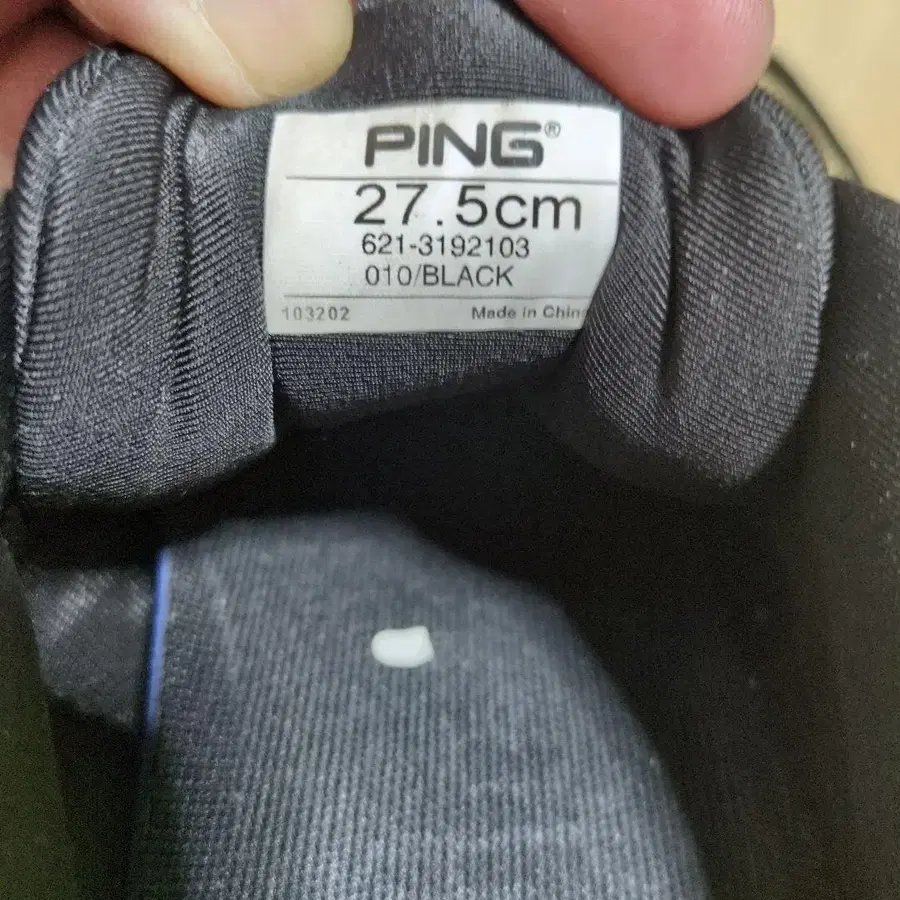 PING®
27.5cm
621-3192103
010/BLACK
103202 Made in China